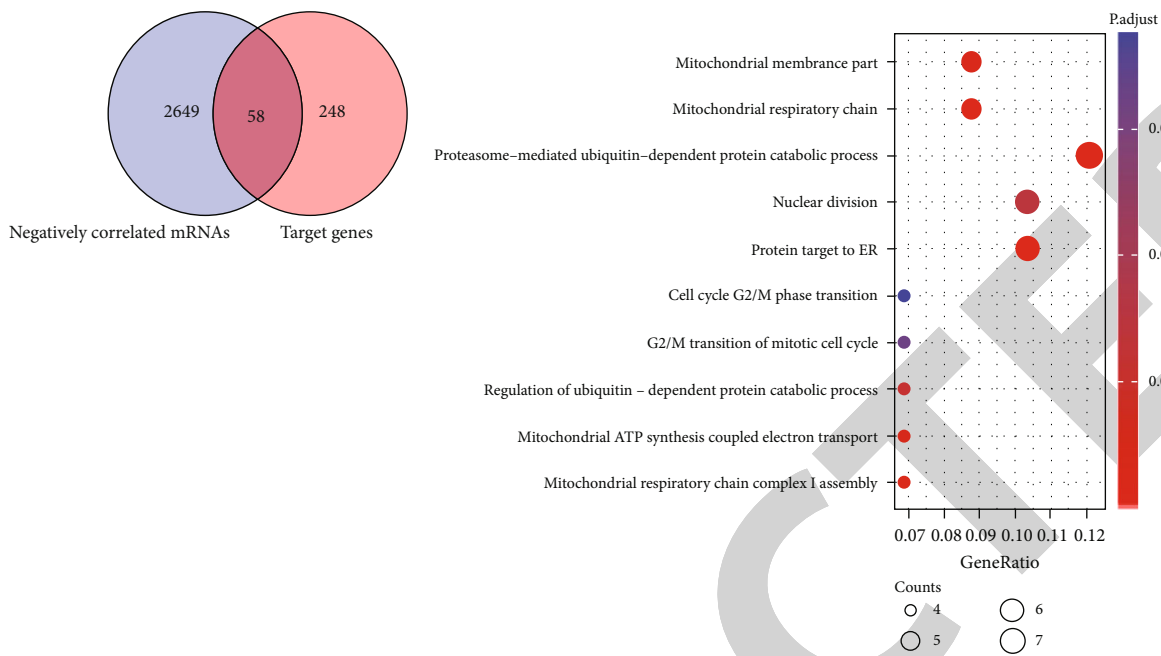 2649
58
248
Negatively correlated mRNAs
Target genes
P.adjust
Mitochondrial membrance part
Mitochondrial respiratory chain
Proteasome–mediated ubiquitin–dependent protein catabolic process
Nuclear division
Protein target to ER
Cell cycle G2/M phase transition
G2/M transition of mitotic cell cycle
Regulation of ubiquitin – dependent protein catabolic process
Mitochondrial ATP synthesis coupled electron transport
Mitochondrial respiratory chain complex I assembly
0.07 0.08 0.09 0.10 0.11 0.12
GeneRatio
Counts
4 6
5 7